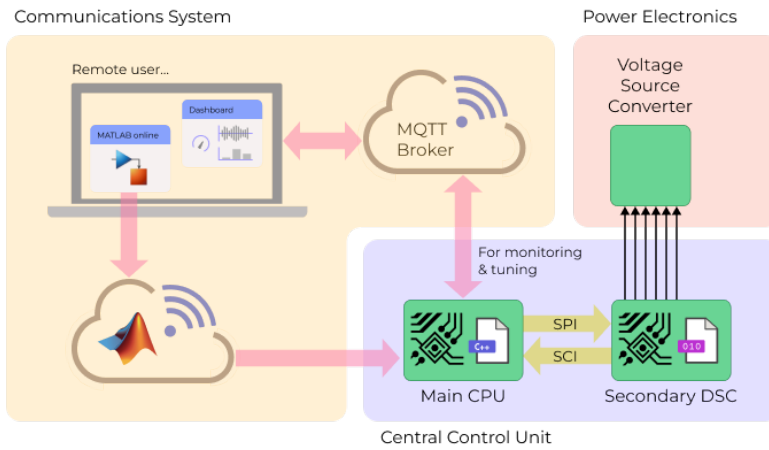 Communications System
Power Electronics
Remote user...
Dashboard
MATLAB online
MQTT
Broker
Voltage
Source
Converter
For monitoring
& tuning
C++
SPI
SCI
010
Main CPU
Secondary DSC
Central Control Unit